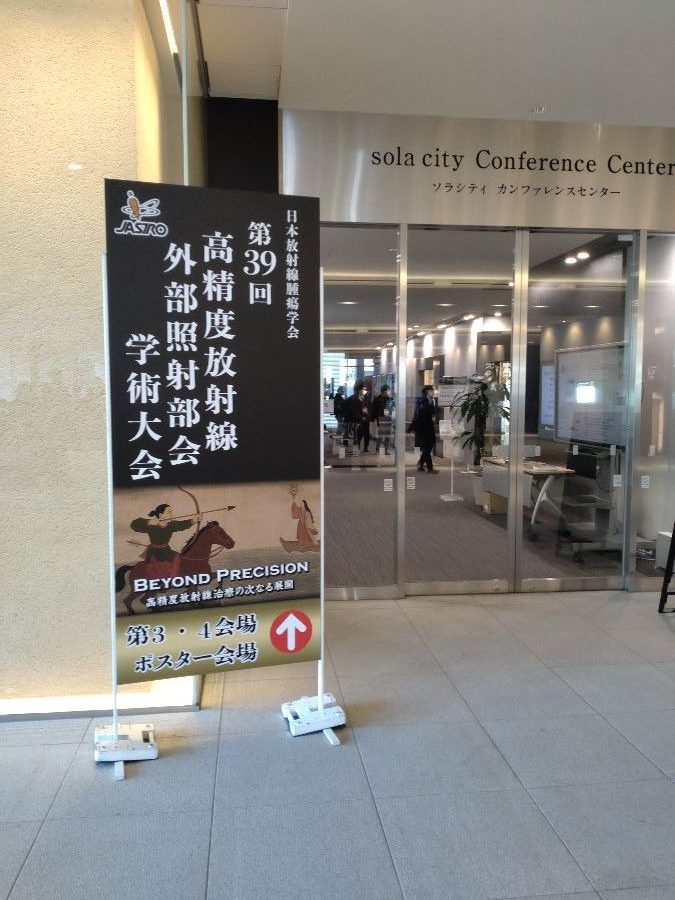 sola city Conference Center
ソラシティ カンファレンスセンター
JASTRO
日本放射線腫瘍学会
第39回
高精度放射線
外部照射部会
学術大会
BEYOND PRECISION
高精度放射線治療の次なる展開
第3・4会場
ポスター会場